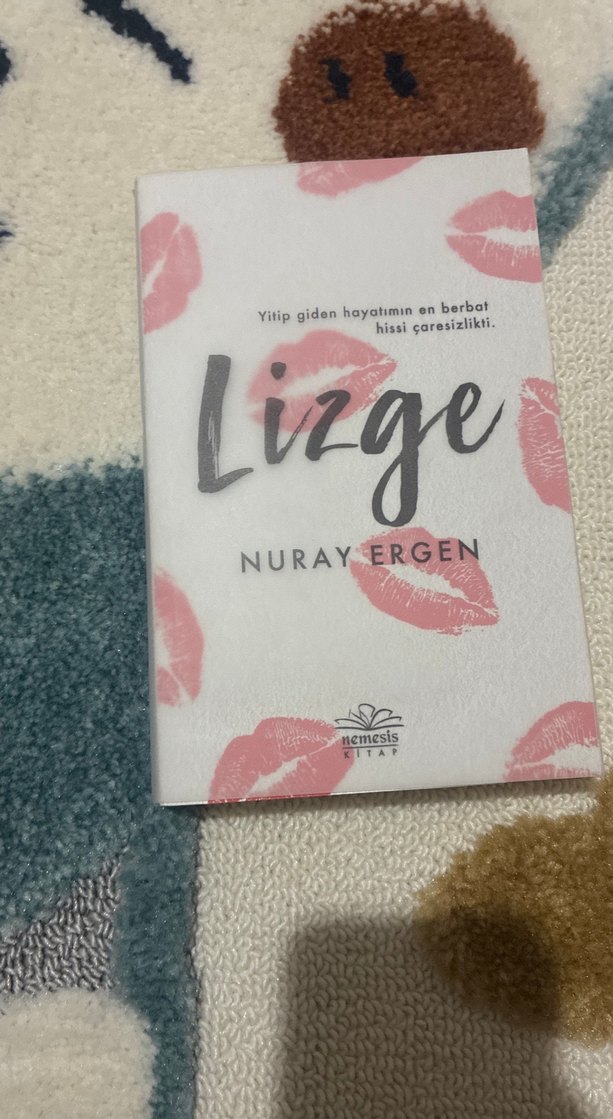 Yitip giden hayatımın en berbat
hissi çaresizlikti.
Lizge
NURAY ERGEN
nemesis
KİTAP